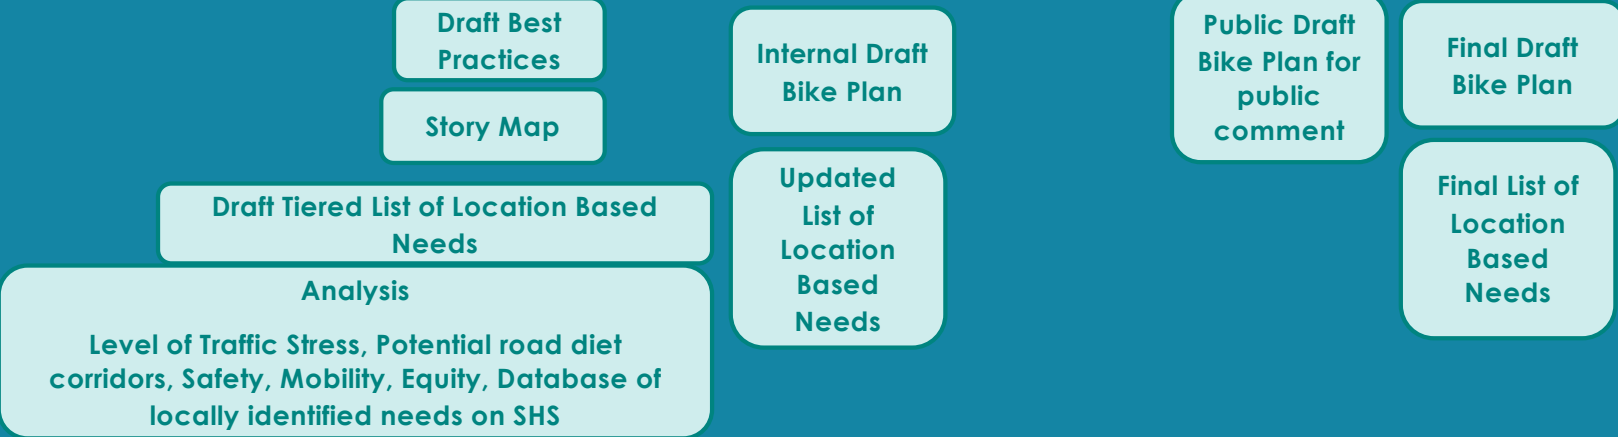 Draft Best
Practices
Story Map
Draft Tiered List of Location Based
Needs
Analysis
Level of Traffic Stress, Potential road diet
corridors, Safety, Mobility, Equity, Database of
locally identified needs on SHS
Internal Draft
Bike Plan
Updated
List of
Location
Based
Needs
Public Draft
Bike Plan for
public
comment
Final Draft
Bike Plan
Final List of
Location
Based
Needs